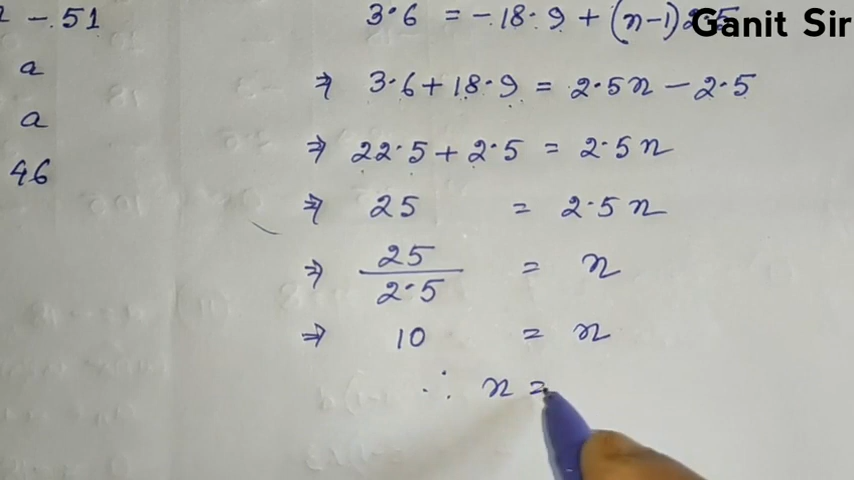 - 51
a
a
46
3.6 = -18.9 + (n-1)2.5
Ganit Sir
⇒ 3.6 + 18.9 = 2.5n - 2.5
⇒ 22.5 + 2.5 = 2.5n
⇒ 25 = 2.5n
⇒ 25/2.5 = n
⇒ 10 = n
∴ n =